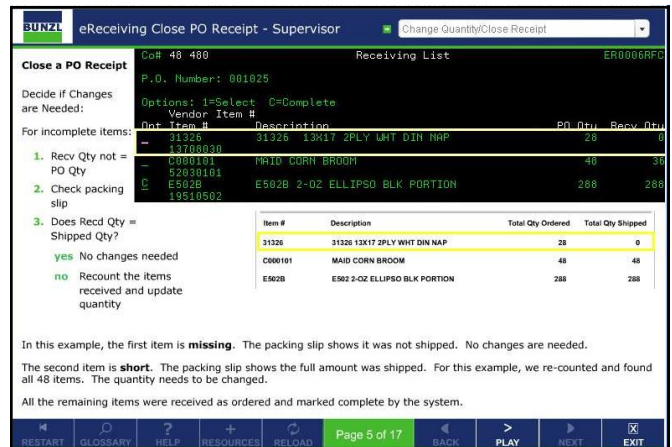 BUNZL
eReceiving Close PO Receipt - Supervisor
Change Quantity/Close Receipt
Close a PO Receipt
Decide if Changes
are Needed:
For incomplete items:
1. Recv Qty not =
PO Qty
2. Check packing
slip
3. Does Recd Qty =
Shipped Qty?
yes No changes
needed
no Recount the
items
received and
update
quantity
Co# 48 480 Receiving List ER0006RFC
P.O. Number: 001025
Options: 1=Select C=Complete
Vendor Item #
Opt Item # Description PO Qty Recv Qty
_ 31326 31326 13X17 2PLY WHT DIN NAP 28 0
13708030
_ C000101 MAID CORN BROOM 48 36
52030101
C E502B E502B 2-OZ ELLIPSO BLK PORTION 288 288
19510502
Item # Description Total Qty Ordered Total Qty Shipped
31326 31326 13X17 2PLY WHT DIN NAP 28 0
C000101 MAID CORN BROOM 48 48
E502B E502 2-OZ ELLIPSO BLK PORTION 288 288
In this example, the first item is missing. The packing slip shows it was not shipped. No changes are needed.
The second item is short. The packing slip shows the full amount was shipped. For this example, we re-counted and found
all 48 items. The quantity needs to be changed.
All the remaining items were received as ordered and marked complete by the system.
RESTART GLOSSARY HELP RESOURCES RELOAD Page 5 of 17 BACK PLAY NEXT EXIT